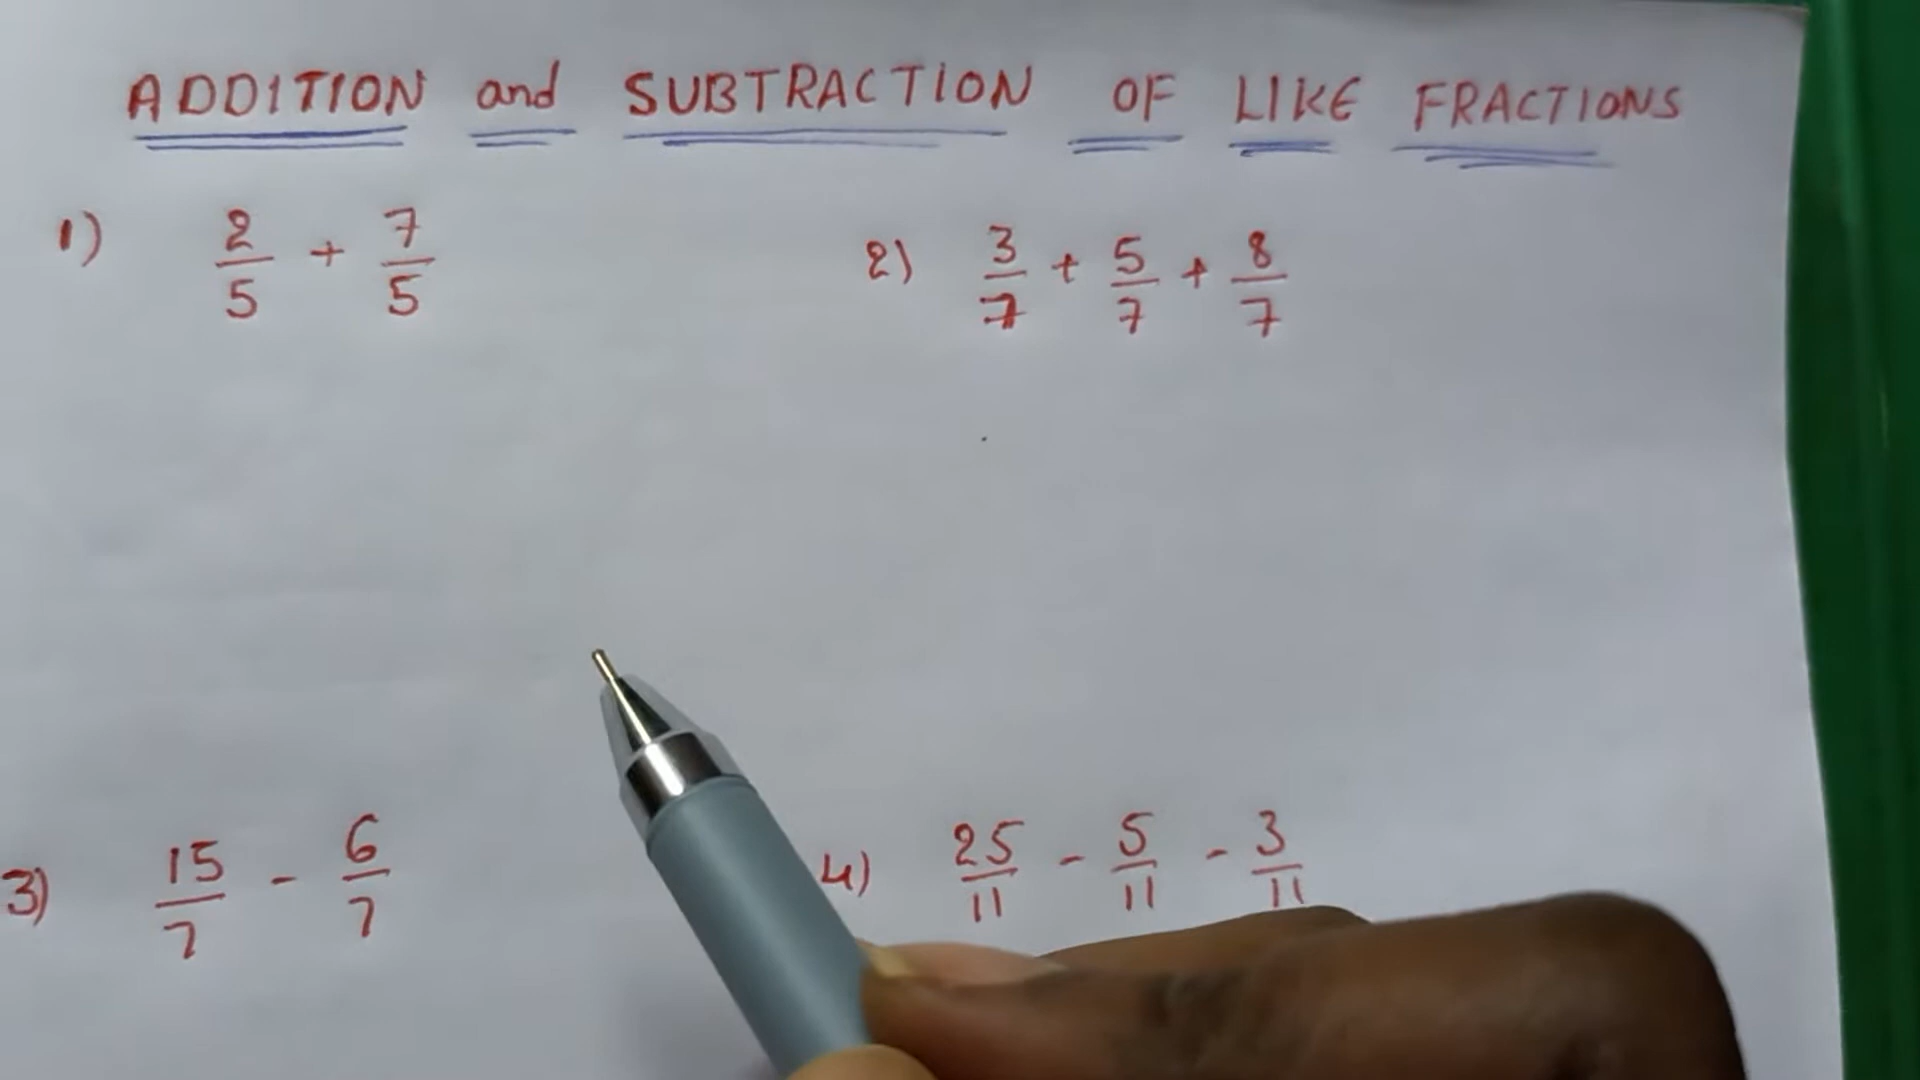 ADDITION and SUBTRACTION OF LIKE FRACTIONS
1) 2/5 + 7/5
2) 3/7 + 5/7 + 8/7
3) 15/7 - 6/7
4) 25/11 - 5/11 - 3/11